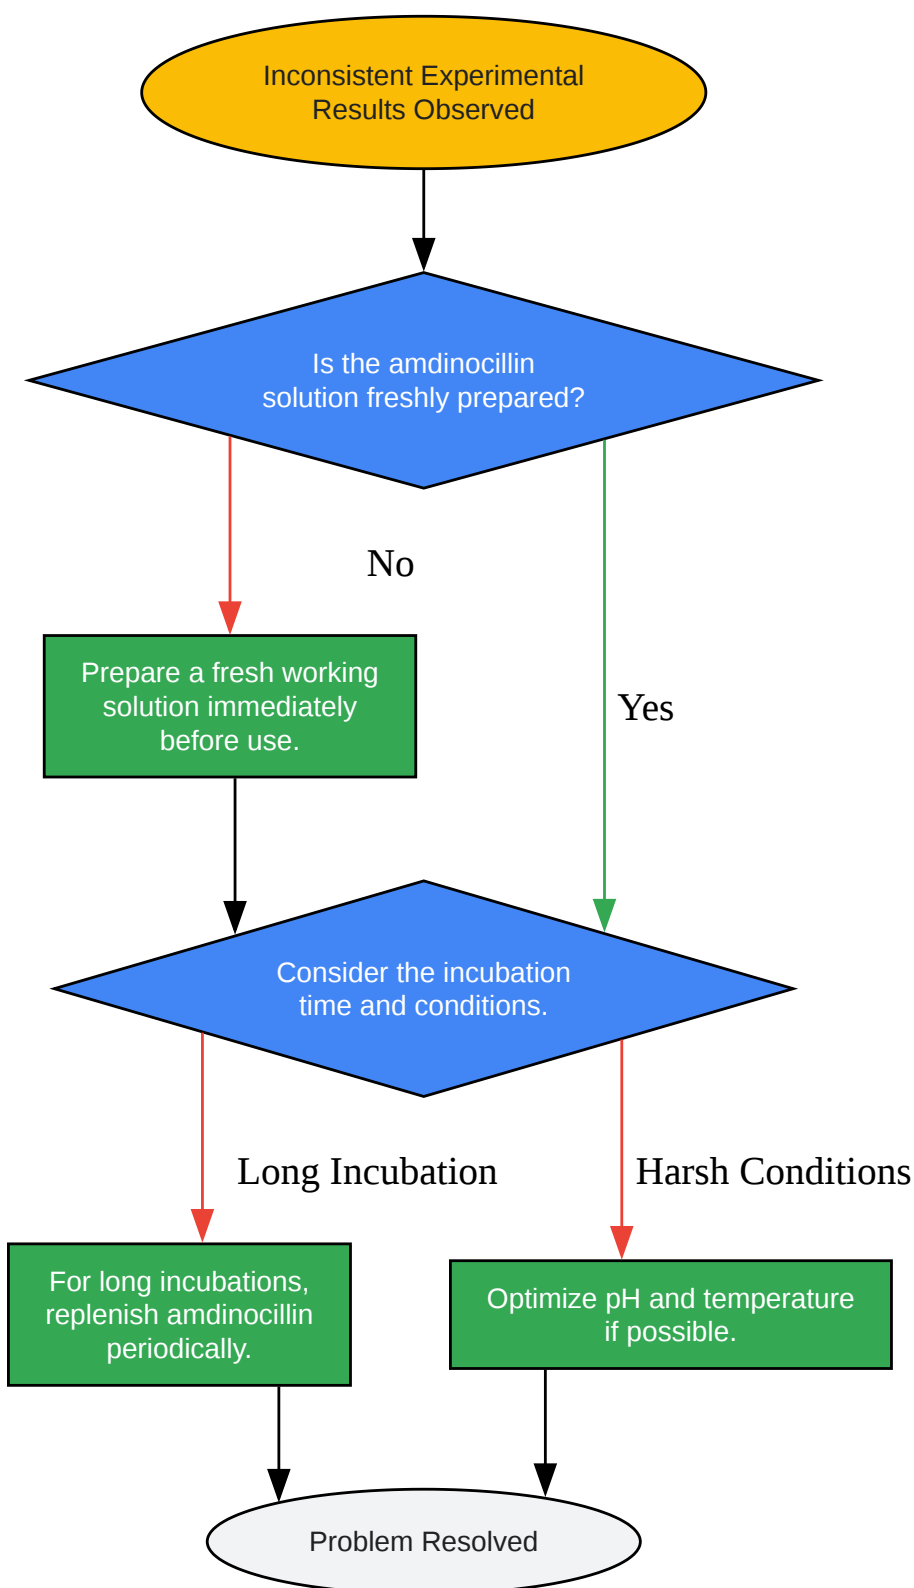 Inconsistent Experimental
Results Observed
Is the amdinocillin
solution freshly prepared?
No
Prepare a fresh working
solution immediately
before use.
Yes
Consider the incubation
time and conditions.
Long Incubation
Harsh Conditions
For long incubations,
replenish amdinocillin
periodically.
Optimize pH and temperature
if possible.
Problem Resolved